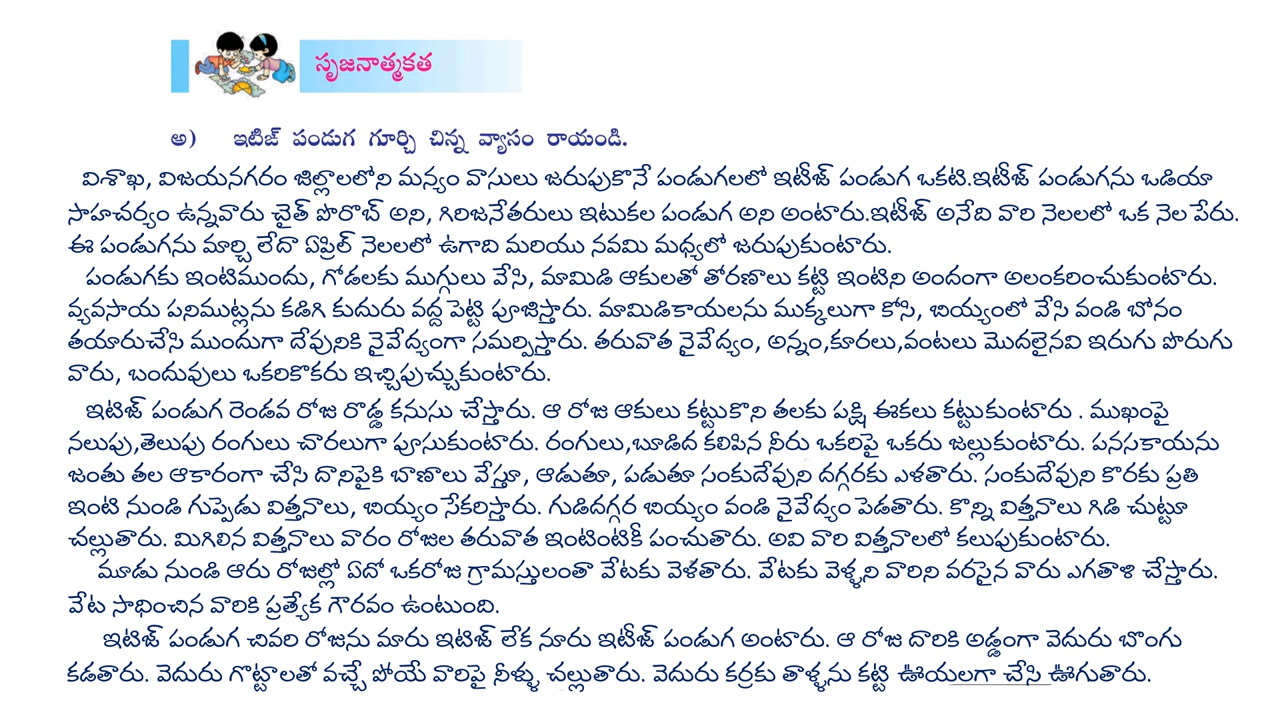 సృజనాత్మకత
అ) ఇటిజ్ పండుగ గూర్చి చిన్న వ్యాసం రాయండి.
విశాఖ, విజయనగరం జిల్లాలలోని మన్యం వాసులు జరుపుకొనే పండుగలలో ఇటీజ్ పండుగ ఒకటి.ఇటీజ్ పండుగను ఒడియా
సాహచర్యం ఉన్నవారు చైత్ పొరొబ్ అని, గిరిజనేతరులు ఇటుకల పండుగ అని అంటారు.ఇటీజ్ అనేది వారి నెలలలో ఒక నెల పేరు.
ఈ పండుగను మార్చి లేదా ఏప్రిల్ నెలలలో ఉగాది మరియు నవమి మధ్యలో జరుపుకుంటారు.
పండుగకు ఇంటిముందు, గోడలకు ముగ్గులు వేసి, మామిడి ఆకులతో తోరణాలు కట్టి ఇంటిని అందంగా అలంకరించుకుంటారు.
వ్యవసాయ పనిముట్లను కడిగి కుదురు వద్ద పెట్టి పూజిస్తారు. మామిడికాయలను ముక్కలుగా కోసి, బియ్యంలో వేసి వండి బోనం
తయారుచేసి ముందుగా దేవునికి నైవేద్యంగా సమర్పిస్తారు. తరువాత నైవేద్యం, అన్నం,కూరలు,వంటలు మొదలైనవి ఇరుగు పొరుగు
వారు, బందువులు ఒకరికొకరు ఇచ్చిపుచ్చుకుంటారు.
ఇటిజ్ పండుగ రెండవ రోజు రొడ్డ కనుసు చేస్తారు. ఆ రోజు ఆకులు కట్టుకొని తలకు పక్షి ఈకలు కట్టుకుంటారు . ముఖంపై
నలుపు,తెలుపు రంగులు చారలుగా పూసుకుంటారు. రంగులు,బూడిద కలిపిన నీరు ఒకరిపై ఒకరు జల్లుకుంటారు. పనసకాయను
జంతు తల ఆకారంగా చేసి దానిపైకి బాణాలు వేస్తూ, ఆడుతూ, పడుతూ సంకుదేవుని దగ్గరకు ఎళతారు. సంకుదేవుని కొరకు ప్రతి
ఇంటి నుండి గుప్పెడు విత్తనాలు, బియ్యం సేకరిస్తారు. గుడిదగ్గర బియ్యం వండి నైవేద్యం పెడతారు. కొన్ని విత్తనాలు గిడి చుట్టూ
చల్లుతారు. మిగిలిన విత్తనాలు వారం రోజుల తరువాత ఇంటింటికీ పంచుతారు. అవి వారి విత్తనాలలో కలుపుకుంటారు.
మూడు నుండి ఆరు రోజుల్లో ఏదో ఒకరోజు గ్రామస్తులంతా వేటకు వెళతారు. వేటకు వెళ్ళని వారిని వరసైన వారు ఎగతాళి చేస్తారు.
వేట సాధించిన వారికి ప్రత్యేక గౌరవం ఉంటుంది.
ఇటిజ్ పండుగ చివరి రోజును మారు ఇటిజ్ లేక నూరు ఇటీజ్ పండుగ అంటారు. ఆ రోజు దారికి అడ్డంగా వెదురు బొంగు
కడతారు. వెదురు గొట్టాలతో వచ్చే పోయే వారిపై నీళ్ళు చల్లుతారు. వెదురు కర్రకు తాళ్ళను కట్టి ఊయలగా చేసి ఊగుతారు.